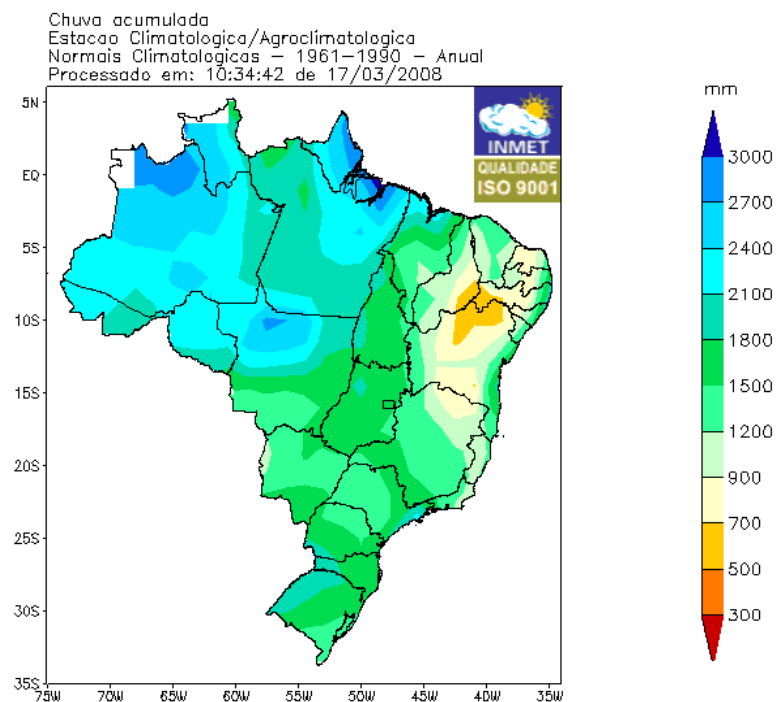 Chuva acumulada
Estacao Climatologica/Agroclimatologica
Normais Climatologicas – 1961–1990 – Anual
Processado em: 10:34:42 de 17/03/2008
mm
INMET
QUALIDADE
ISO 9001
5N
EQ
5S
10S
15S
20S
25S
30S
35S
75W 70W 65W 60W 55W 50W 45W 40W 35W
3000
2700
2400
2100
1800
1500
1200
900
700
500
300